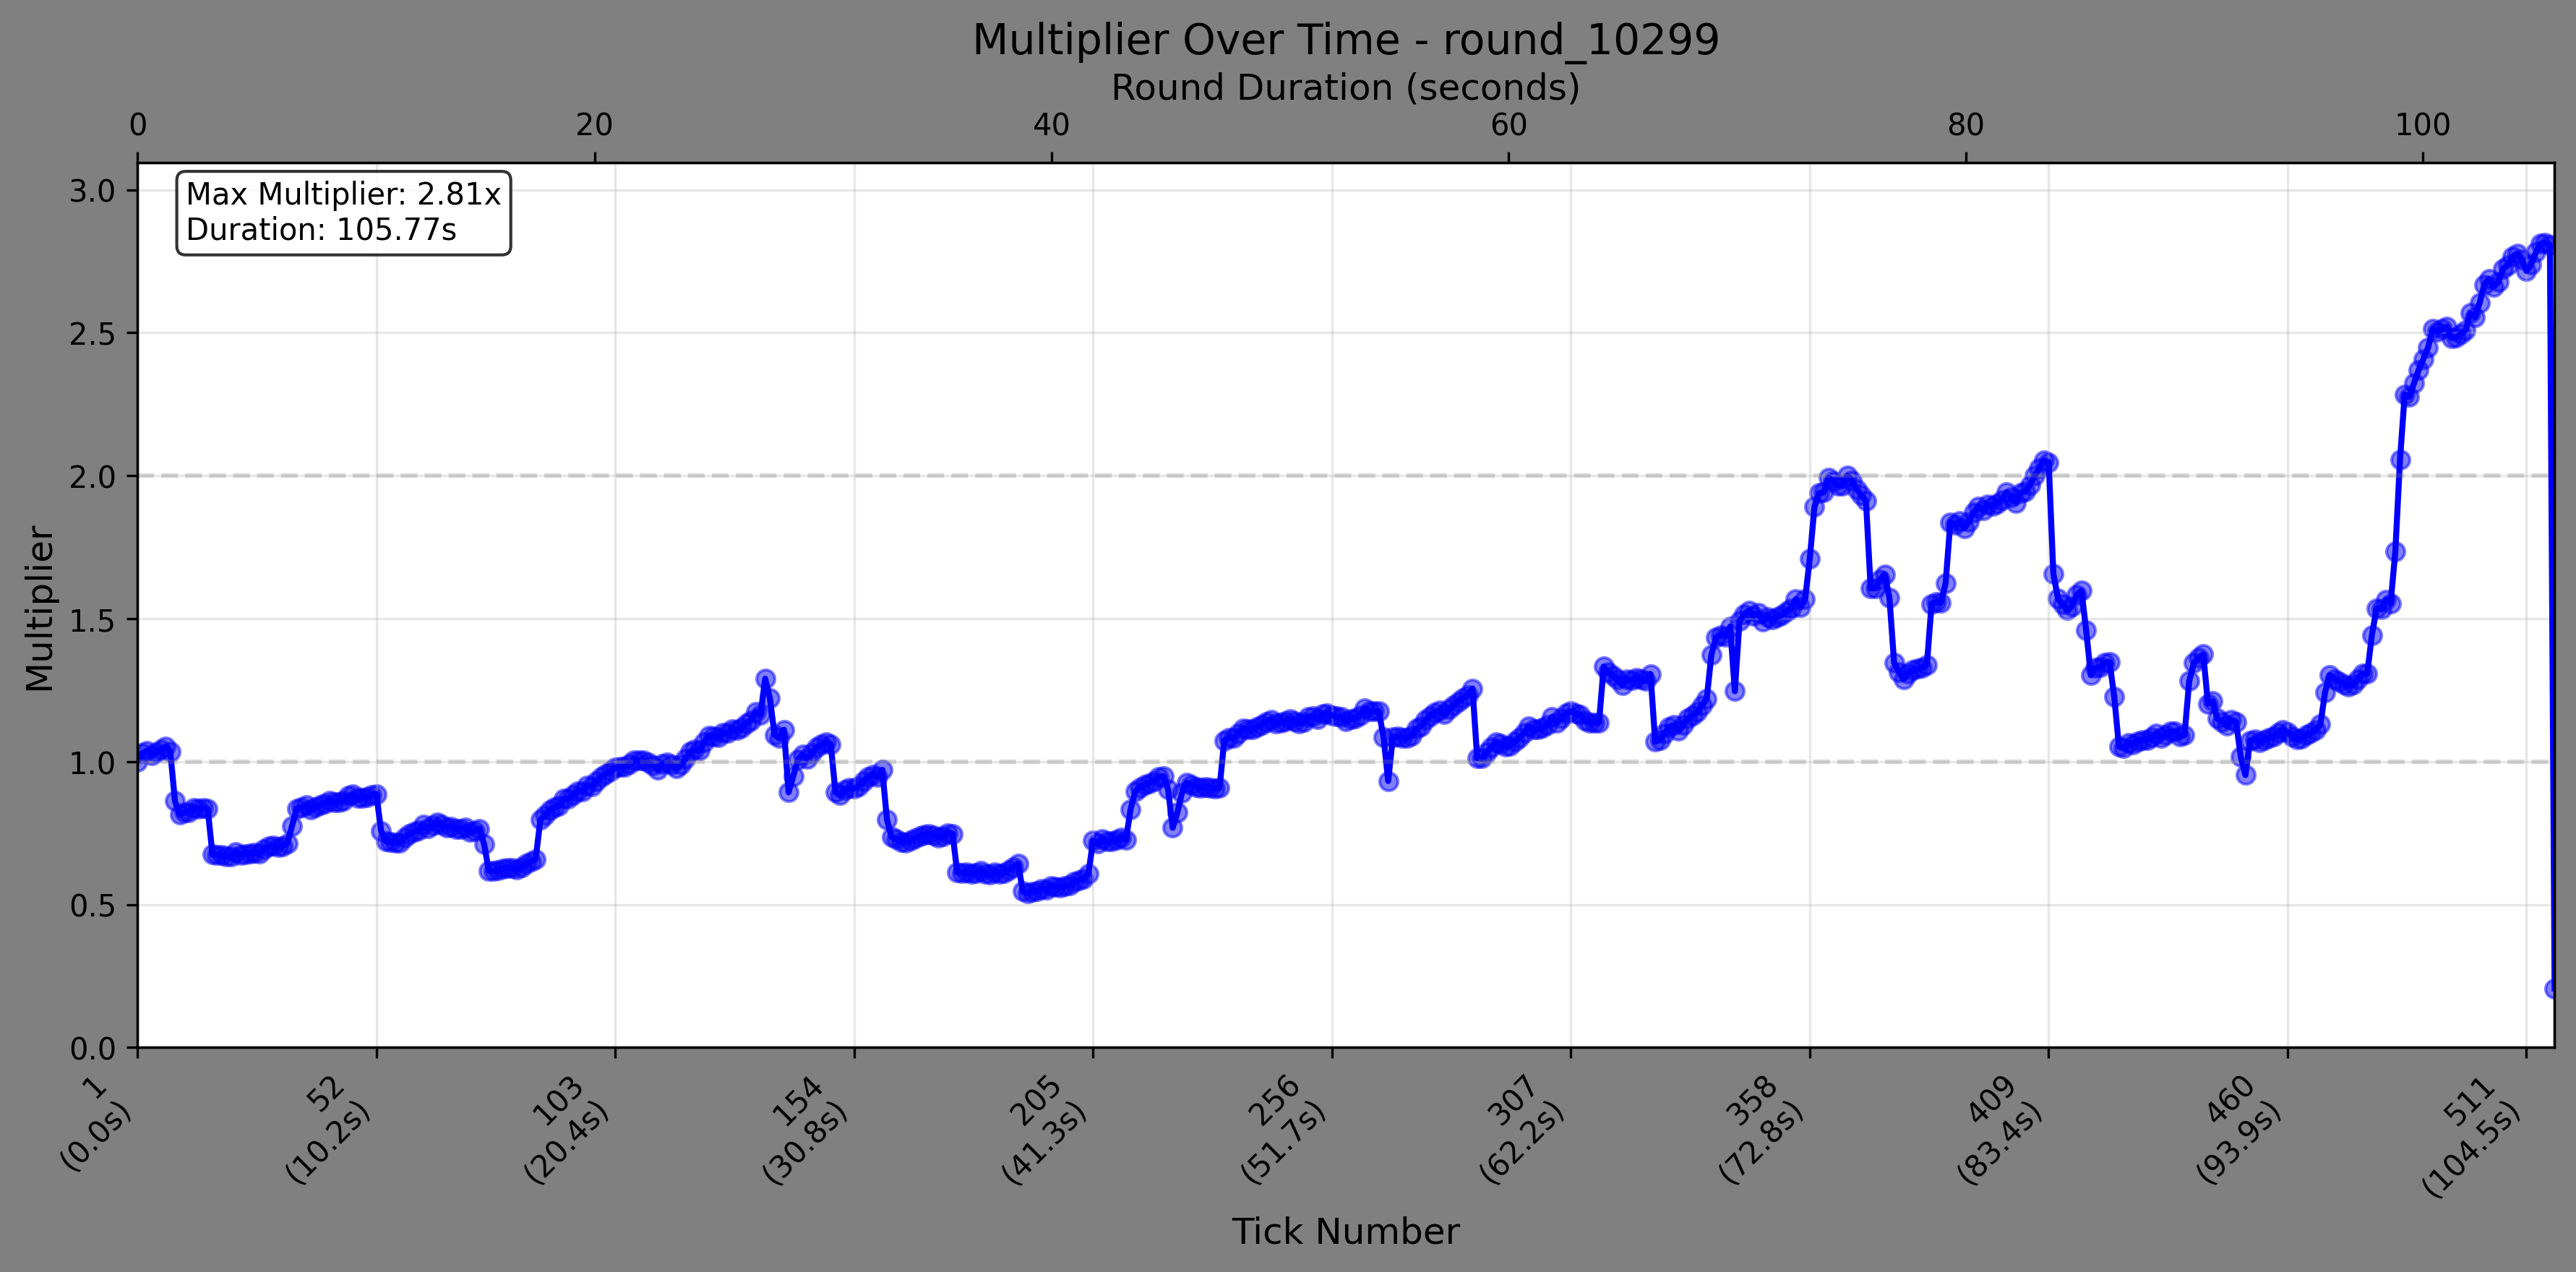 Multiplier Over Time - round_10299
Round Duration (seconds)
0 20 40 60 80 100
Max Multiplier: 2.81x
Duration: 105.77s
3.0
2.5
2.0
1.5
1.0
0.5
0.0
Multiplier
1
(0.0s)
52
(10.2s)
103
(20.4s)
154
(30.8s)
205
(41.3s)
256
(51.7s)
307
(62.2s)
358
(72.8s)
409
(83.4s)
460
(93.9s)
511
(104.5s)
Tick Number